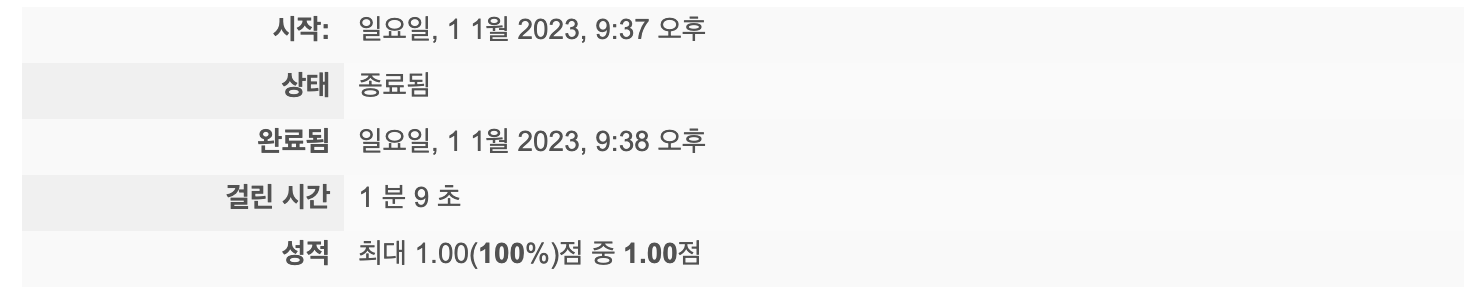 시작: 일요일, 1 1월 2023, 9:37 오후
상태 종료됨
완료됨 일요일, 1 1월 2023, 9:38 오후
걸린 시간 1 분 9 초
성적 최대 1.00(100%)점 중 1.00점